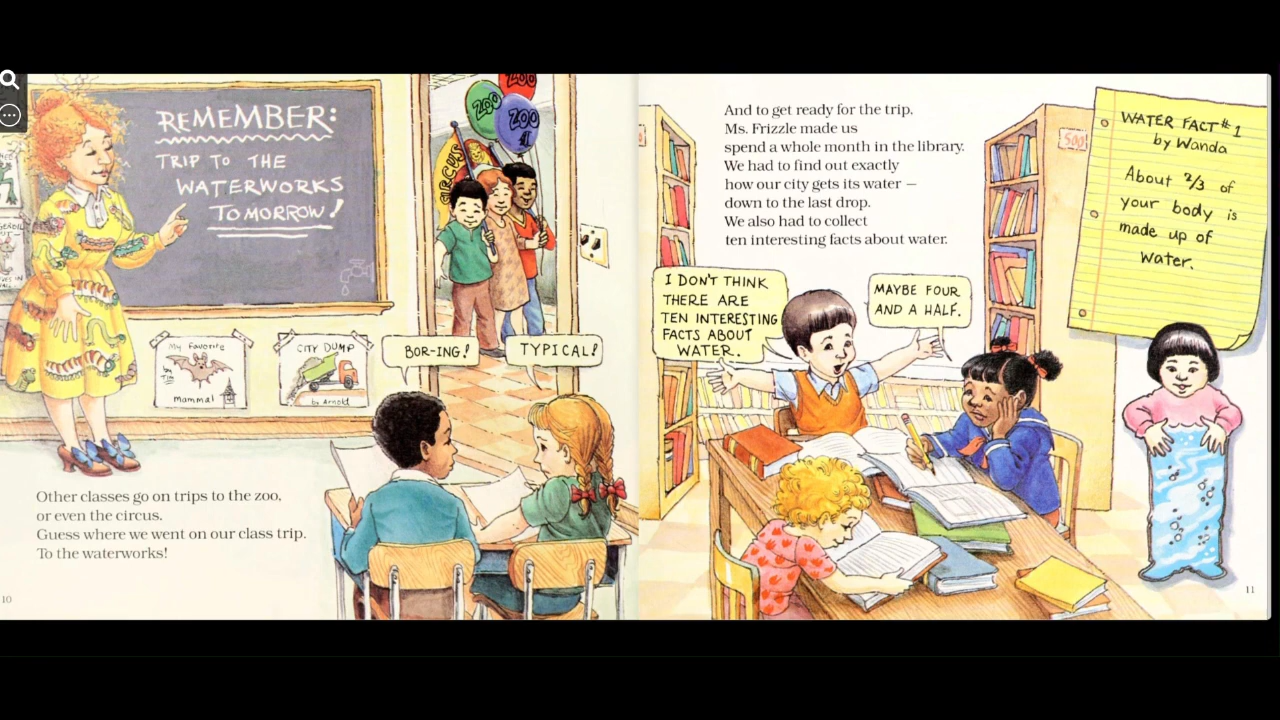 REMEMBER:
TRIP TO THE
WATERWORKS
TOMORROW!
ZOO
ZOO
ZOO
CIRCUS
My Favorite
by
Tim
mammal
CITY DUMP
by Arnold
BOR-ING!
TYPICAL!
Other classes go on trips to the zoo,
or even the circus.
Guess where we went on our class trip.
To the waterworks!
10
And to get ready for the trip,
Ms. Frizzle made us
spend a whole month in the library.
We had to find out exactly
how our city gets its water —
down to the last drop.
We also had to collect
ten interesting facts about water.
500
I DON'T THINK
THERE ARE
TEN INTERESTING
FACTS ABOUT
WATER..
MAYBE FOUR
AND A HALF.
WATER FACT #1
by Wanda
About 2/3 of
your body is
made up of
water.
11